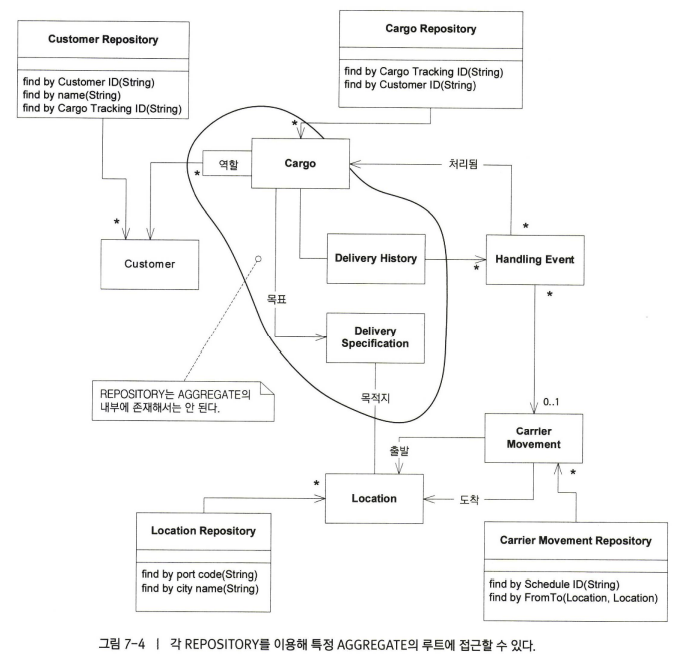 Customer Repository
find by Customer ID(String)
find by name(String)
find by Cargo Tracking ID(String)
Cargo Repository
find by Cargo Tracking ID(String)
find by Customer ID(String)
*
역할
*
Cargo
처리됨
*
*
Customer
Delivery History
*
Handling Event
*
목표
Delivery
Specification
REPOSITORY는 AGGREGATE의
내부에 존재해서는 안 된다.
목적지
0..1
Carrier
Movement
출발
*
*
Location
도착
Location Repository
find by port code(String)
find by city name(String)
Carrier Movement Repository
find by Schedule ID(String)
find by FromTo(Location, Location)
그림 7-4 | 각 REPOSITORY를 이용해 특정 AGGREGATE의 루트에 접근할 수 있다.